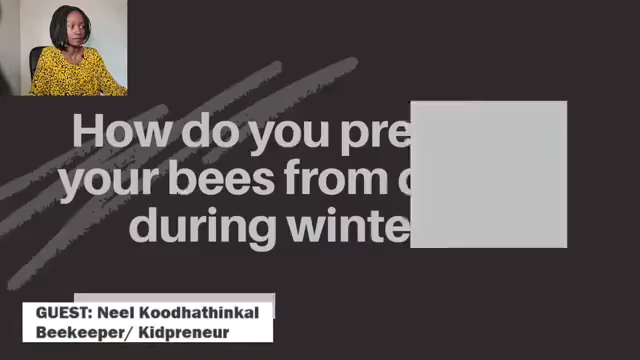 How do you pre
your bees from
during winte
GUEST: Neel Koodhathinkal
Beekeeper/ Kidpreneur